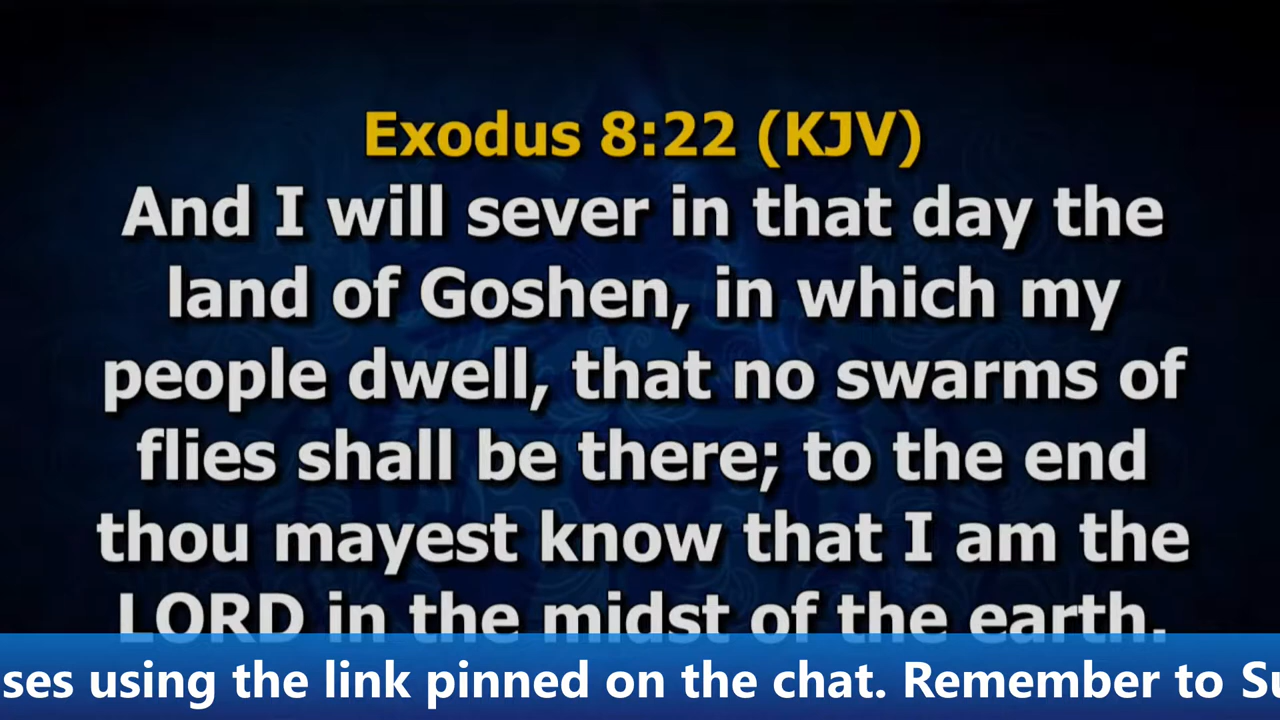 Exodus 8:22 (KJV)
And I will sever in that day the
land of Goshen, in which my
people dwell, that no swarms of
flies shall be there; to the end
thou mayest know that I am the
LORD in the midst of the earth.
ses using the link pinned on the chat. Remember to Su